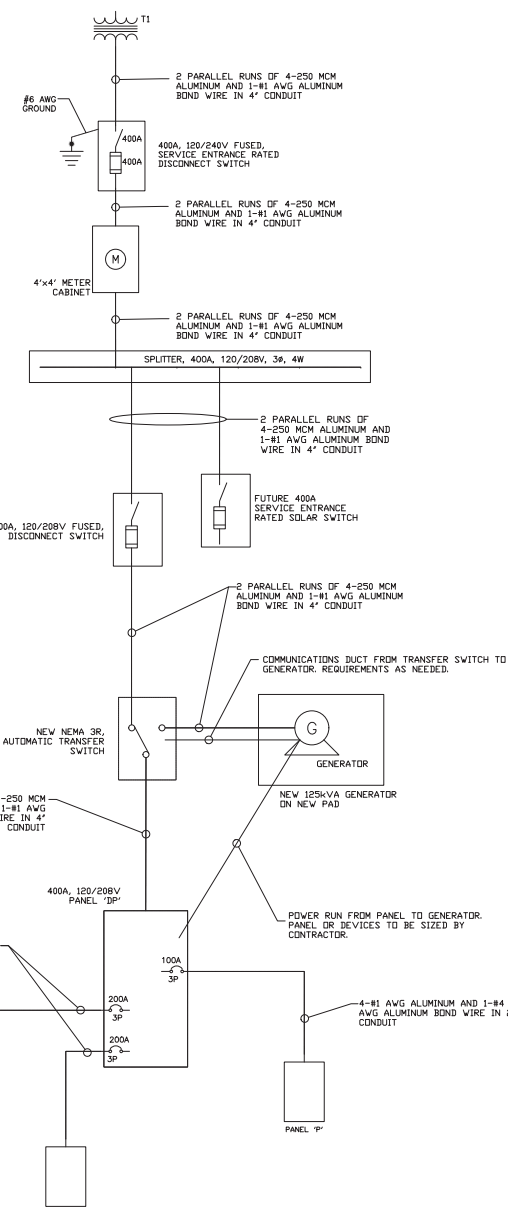 T1
2 PARALLEL RUNS OF 4-250 MCM
ALUMINUM AND 1-#1 AWG ALUMINUM
BOND WIRE IN 4" CONDUIT
#6 AWG
GROUND
400A
400A
400A, 120/240V FUSED,
SERVICE ENTRANCE RATED
DISCONNECT SWITCH
2 PARALLEL RUNS OF 4-250 MCM
ALUMINUM AND 1-#1 AWG ALUMINUM
BOND WIRE IN 4" CONDUIT
M
4'x4' METER
CABINET
2 PARALLEL RUNS OF 4-250 MCM
ALUMINUM AND 1-#1 AWG ALUMINUM
BOND WIRE IN 4" CONDUIT
SPLITTER, 400A, 120/208V, 3ø, 4W
2 PARALLEL RUNS OF
4-250 MCM ALUMINUM AND
1-#1 AWG ALUMINUM BOND
WIRE IN 4" CONDUIT
00A, 120/208V FUSED,
DISCONNECT SWITCH
FUTURE 400A
SERVICE ENTRANCE
RATED SOLAR SWITCH
2 PARALLEL RUNS OF 4-250 MCM
ALUMINUM AND 1-#1 AWG ALUMINUM
BOND WIRE IN 4" CONDUIT
COMMUNICATIONS DUCT FROM TRANSFER SWITCH TO
GENERATOR. REQUIREMENTS AS NEEDED.
NEW NEMA 3R,
AUTOMATIC TRANSFER
SWITCH
G
GENERATOR
NEW 125kVA GENERATOR
ON NEW PAD
-250 MCM
1-#1 AWG
IRE IN 4"
CONDUIT
400A, 120/208V
PANEL 'DP'
POWER RUN FROM PANEL TO GENERATOR.
PANEL OR DEVICES TO BE SIZED BY
CONTRACTOR.
100A
3P
200A
3P
200A
3P
4-#1 AWG ALUMINUM AND 1-#4
AWG ALUMINUM BOND WIRE IN
CONDUIT
PANEL 'P'